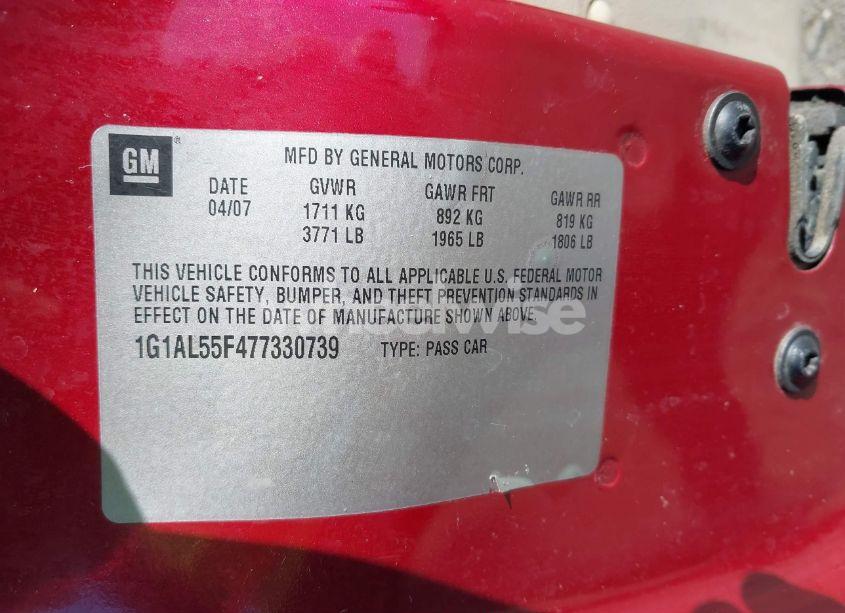 GM
MFD BY GENERAL MOTORS CORP.
DATE GVWR GAWR FRT GAWR RR
04/07 1711 KG 892 KG 819 KG
3771 LB 1965 LB 1806 LB
THIS VEHICLE CONFORMS TO ALL APPLICABLE U.S. FEDERAL MOTOR
VEHICLE SAFETY, BUMPER, AND THEFT PREVENTION STANDARDS IN
EFFECT ON THE DATE OF MANUFACTURE SHOWN ABOVE.
1G1AL55F477330739 TYPE: PASS CAR